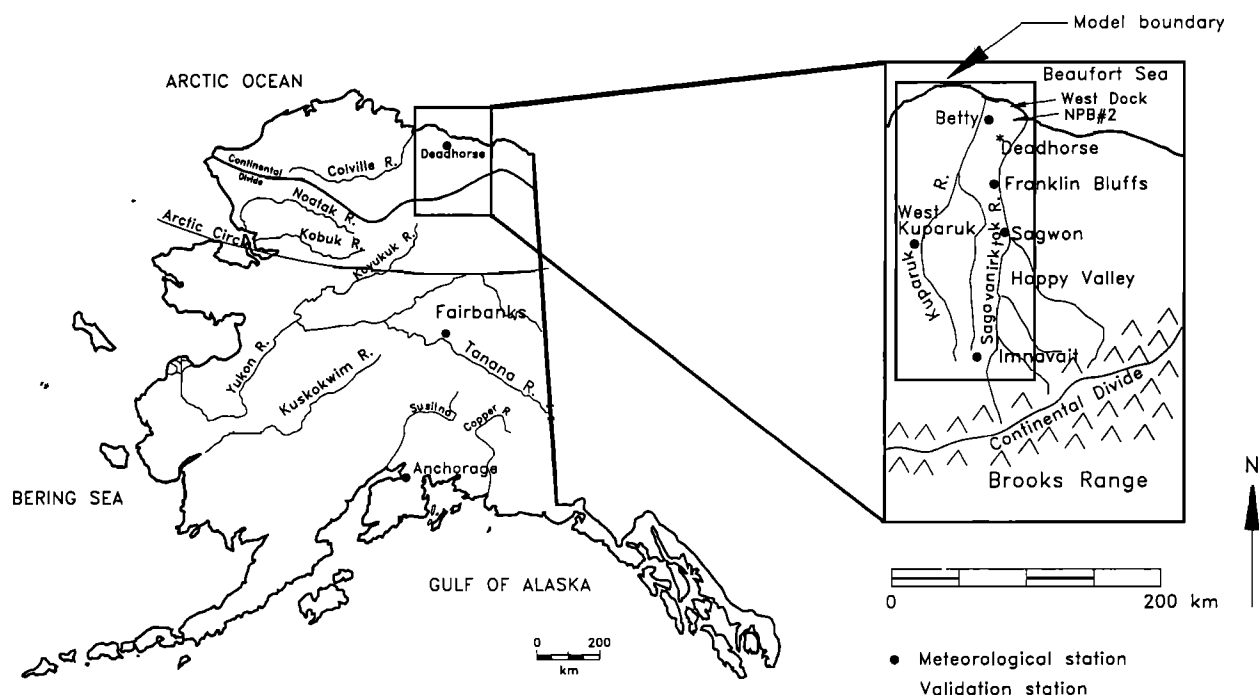 Model boundary
ARCTIC OCEAN
Beaufort Sea
West Dock
NPB#2
Betty
Deadhorse
Franklin Bluffs
West
Kuparuk
Sagwon
Happy Valley
Imnavait
Kuparuk
R.
Sagavanirktok R.
Continental Divide
Brooks Range
Deadhorse
Colville R.
Continental
Divide
Noatak R.
Arctic Circle
Kobuk R.
Koyukuk R.
Fairbanks
Yukon R.
Tanana R.
Kuskokwim R.
Susitna
Copper R
Anchorage
BERING SEA
GULF OF ALASKA
0 200
km
N
0 200 km
● Meteorological station
Validation station